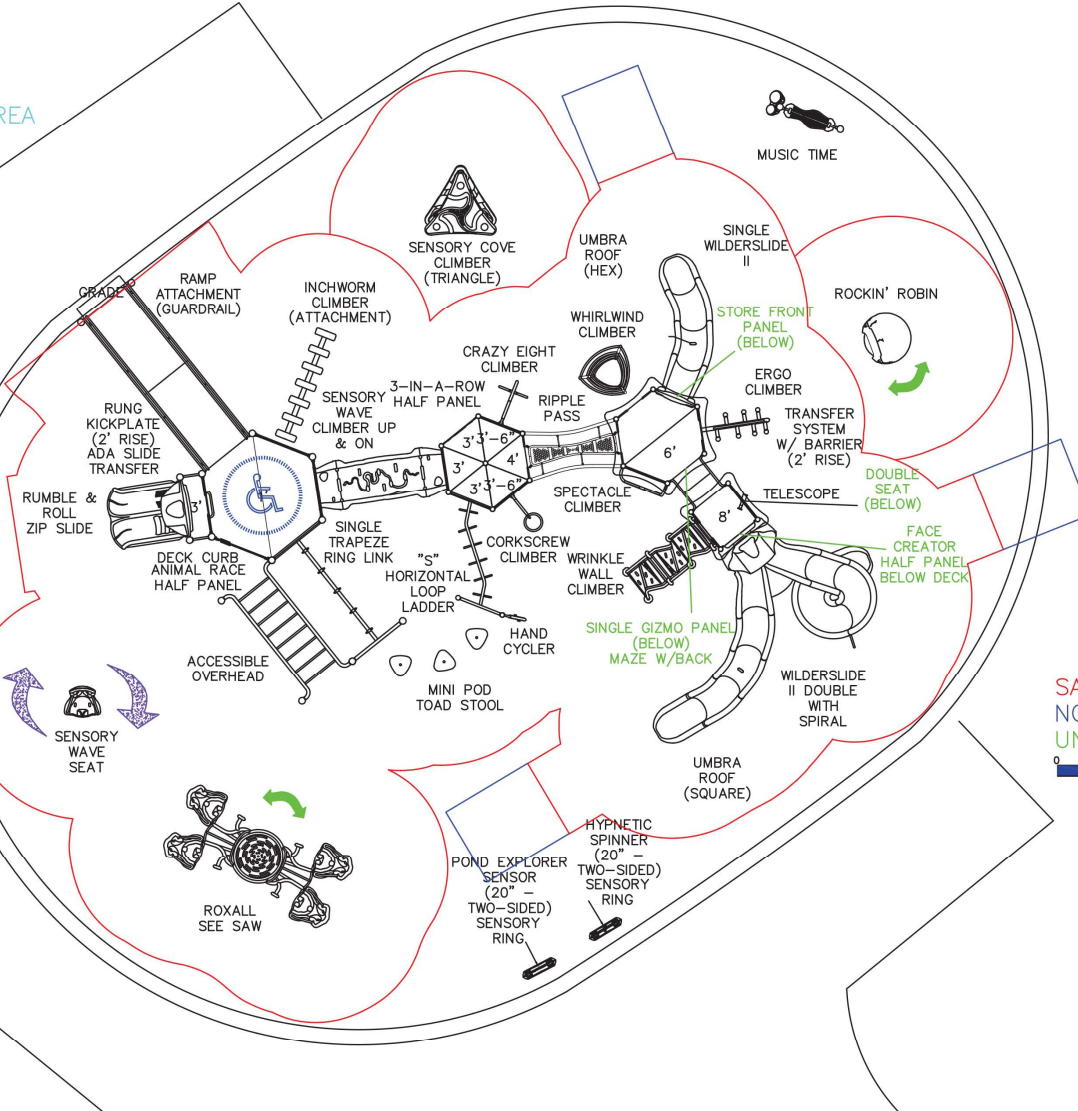 REA
MUSIC TIME
SENSORY COVE
CLIMBER
(TRIANGLE)
UMBRA
ROOF
(HEX)
SINGLE
WILDERSLIDE
II
GRADE
RAMP
ATTACHMENT
(GUARDRAIL)
INCHWORM
CLIMBER
(ATTACHMENT)
ROCKIN' ROBIN
WHIRLWIND
CLIMBER
STORE FRONT
PANEL
(BELOW)
CRAZY EIGHT
CLIMBER
3-IN-A-ROW
HALF PANEL
RIPPLE
PASS
ERGO
CLIMBER
SENSORY
WAVE
CLIMBER UP
& ON
RUNG
KICKPLATE
(2' RISE)
ADA SLIDE
TRANSFER
TRANSFER
SYSTEM
W/ BARRIER
(2' RISE)
3'
3'-6"
3'
4'
3'
3'-6"
6'
8'
3'
RUMBLE &
ROLL
ZIP SLIDE
SPECTACLE
CLIMBER
TELESCOPE
DOUBLE
SEAT
(BELOW)
DECK CURB
ANIMAL RACE
HALF PANEL
SINGLE
TRAPEZE
RING LINK
"S"
HORIZONTAL
LOOP
LADDER
CORKSCREW
CLIMBER
WRINKLE
WALL
CLIMBER
FACE
CREATOR
HALF PANEL
BELOW DECK
ACCESSIBLE
OVERHEAD
HAND
CYCLER
SINGLE GIZMO PANEL
(BELOW)
MAZE W/BACK
MINI POD
TOAD STOOL
WILDERSLIDE
II DOUBLE
WITH
SPIRAL
SENSORY
WAVE
SEAT
UMBRA
ROOF
(SQUARE)
SA
NO
UN
0
ROXALL
SEE SAW
POND EXPLORER
SENSOR
(20" -
TWO-SIDED)
SENSORY
RING
HYPNETIC
SPINNER
(20" -
TWO-SIDED)
SENSORY
RING